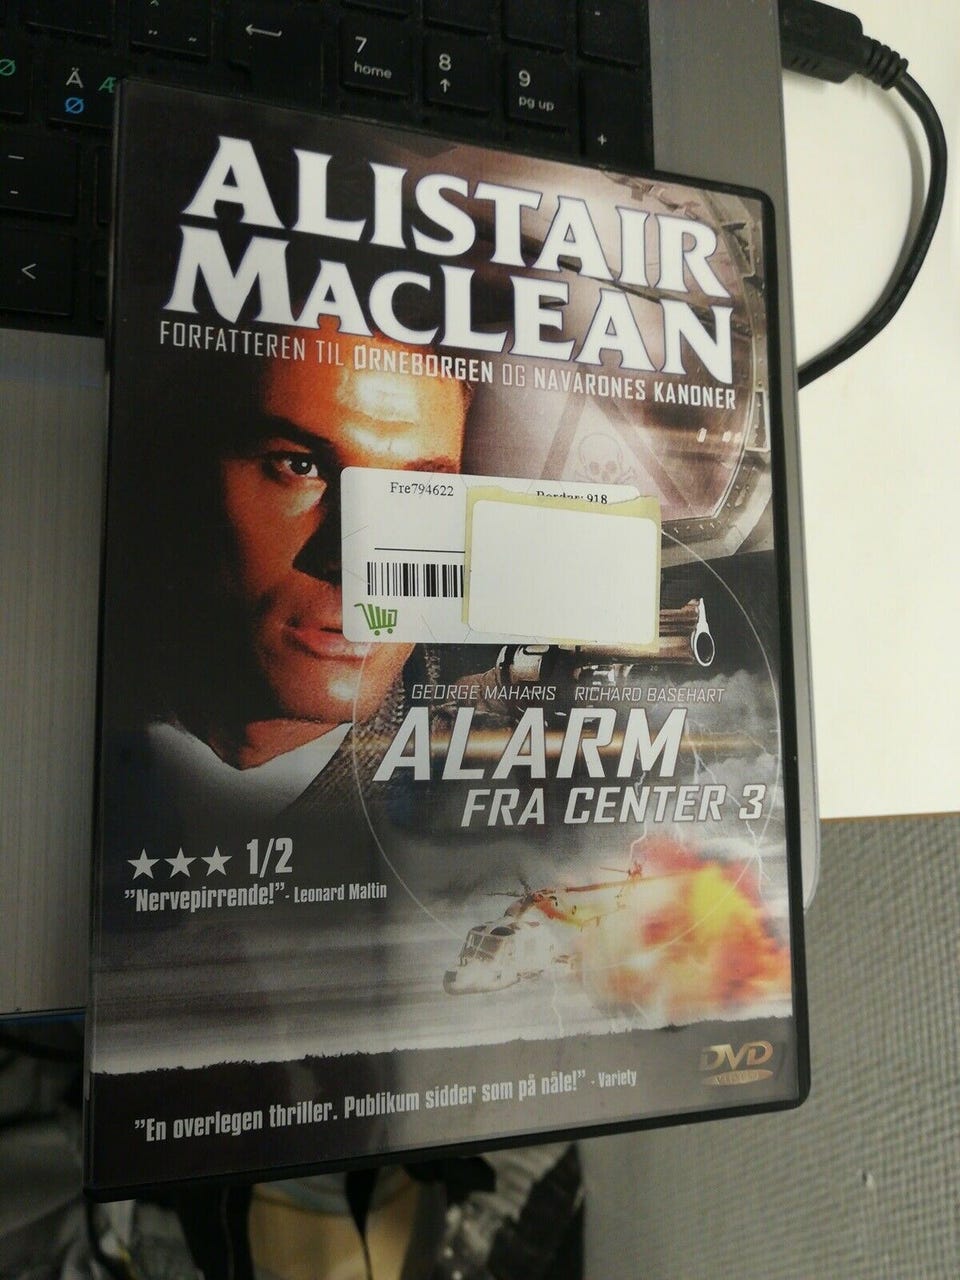 7
home
8
↑
9
pg up
+
Ø
Ä Æ
Ø
<
ALISTAIR
MACLEAN
FORFATTEREN TIL ØRNEBORGEN OG NAVARONES KANONER
Fre794622
918
GEORGE MAHARIS RICHARD BASEHART
ALARM
FRA CENTER 3
★★★ 1/2
"Nervepirrende!" - Leonard Maltin
DVD
VIDEO
"En overlegen thriller. Publikum sidder som på nåle!" - Variety